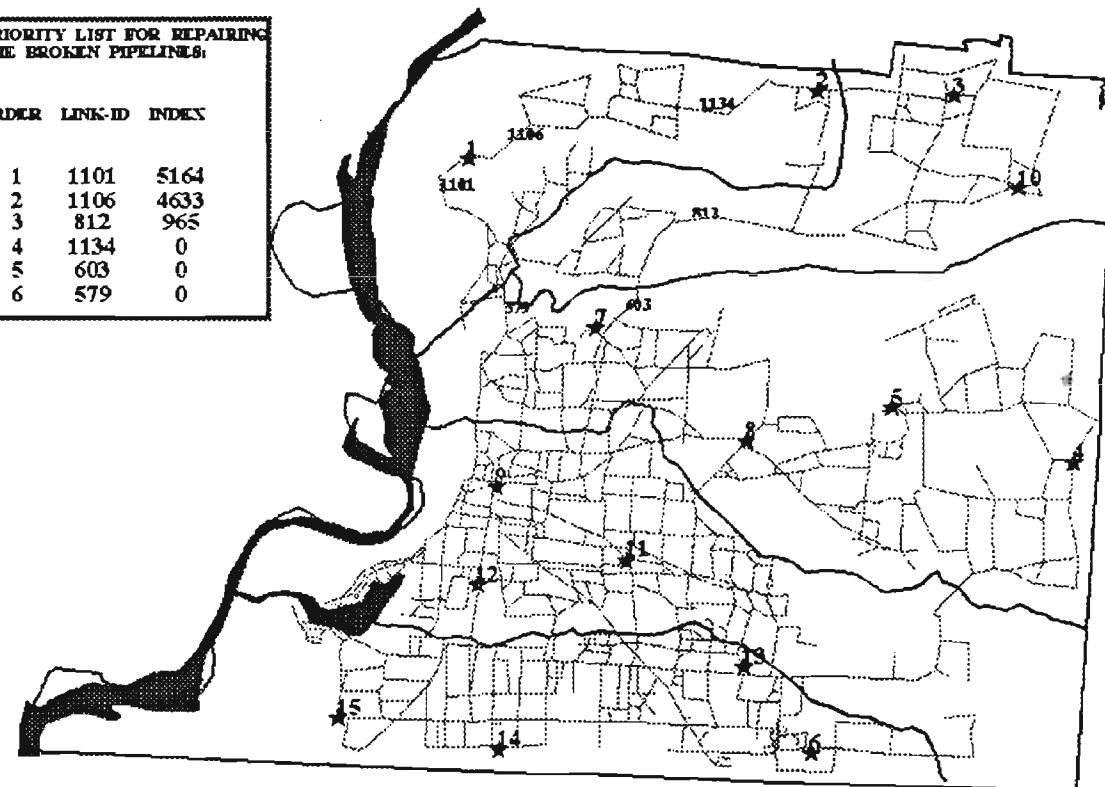 RIORITY LIST FOR REPAIRING
HE BROKEN PIPELINES:
RDER LINK-ID INDEX
1 1101 5164
2 1106 4633
3 812 965
4 1134 0
5 603 0
6 579 0
2
3
1134
1106
1
1101
10
812
579
603
7
5
8
4
9
11
12
13
15
14
6